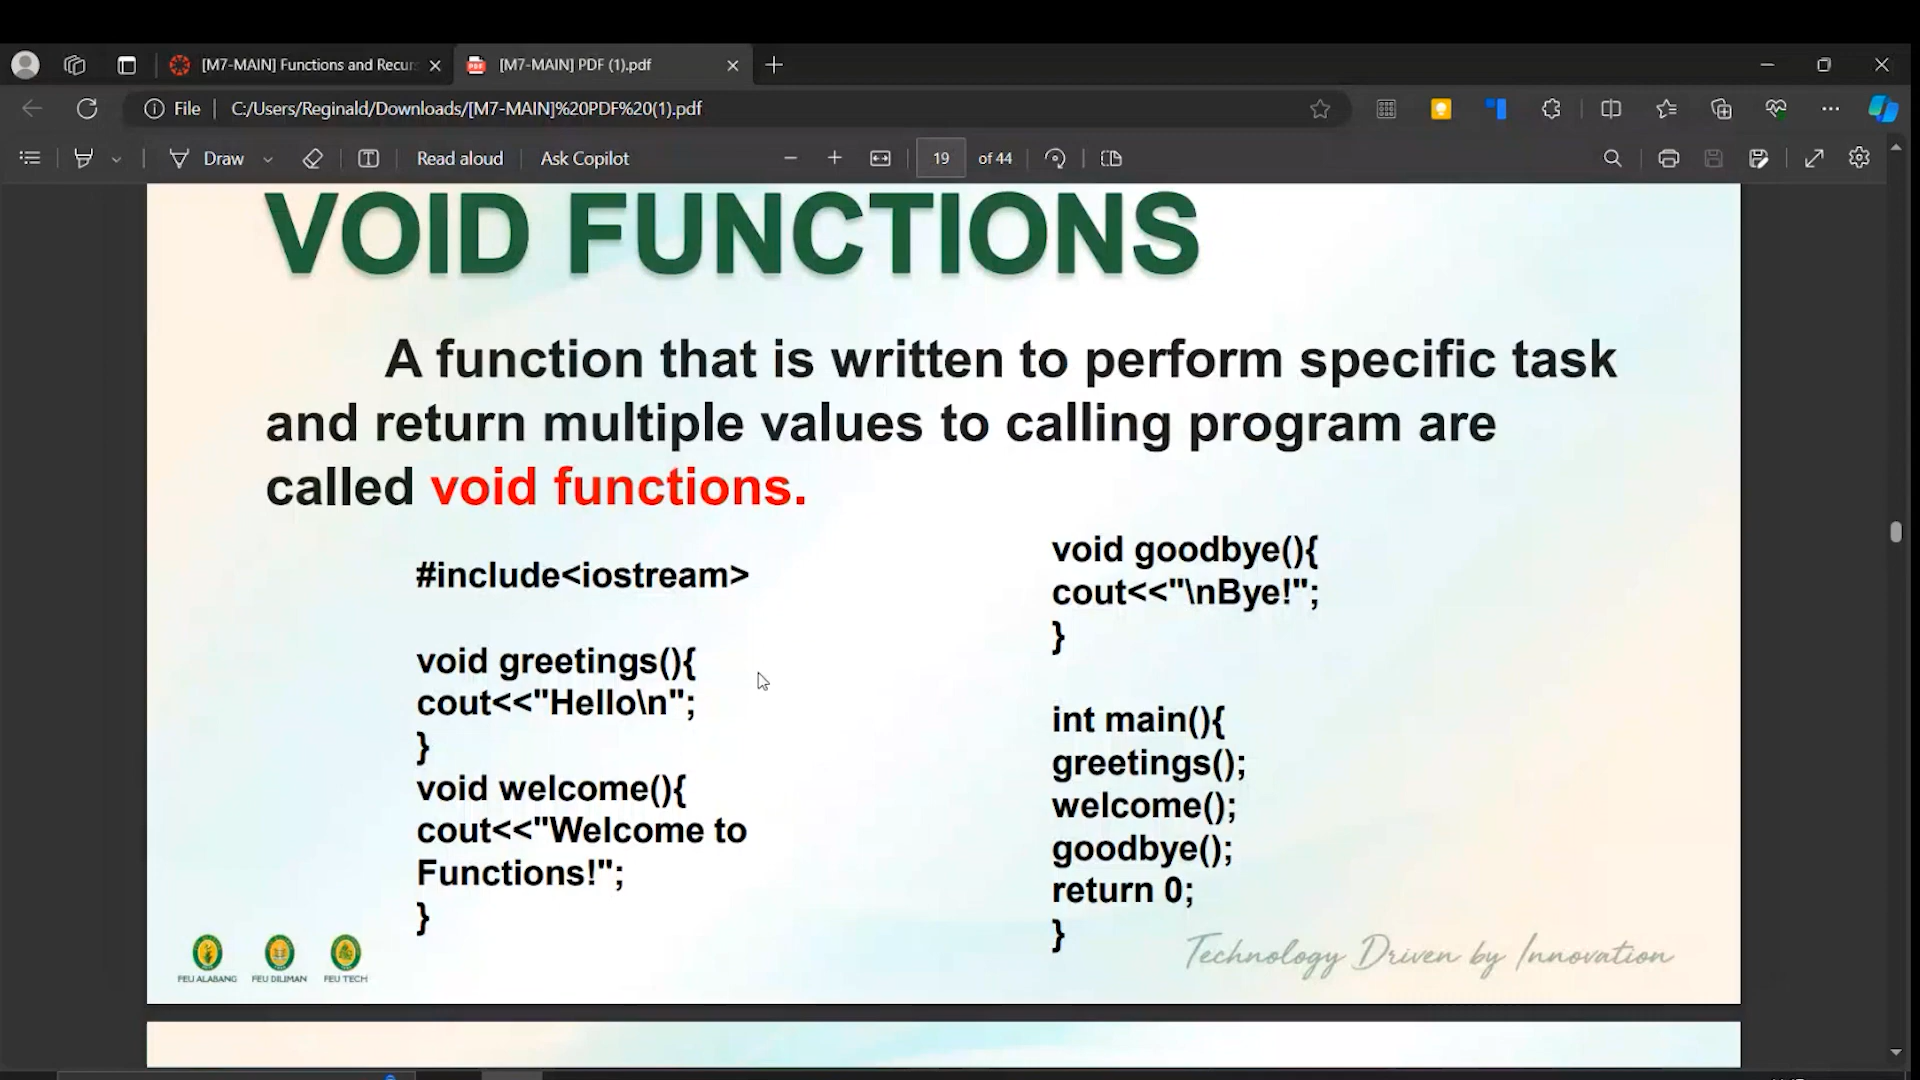 [M7-MAIN] Functions and Recur
[M7-MAIN] PDF (1).pdf
File
C:/Users/Reginald/Downloads/[M7-MAIN]%20PDF%20(1).pdf
Draw
Read aloud
Ask Copilot
19
of 44
VOID FUNCTIONS
A function that is written to perform specific task
and return multiple values to calling program are
called void functions.
#include<iostream>
void greetings(){
cout<<"Hello\n";
}
void welcome(){
cout<<"Welcome to
Functions!";
}
void goodbye(){
cout<<"\nBye!";
}
int main(){
greetings();
welcome();
goodbye();
return 0;
}
FEU ALABANG
FEU DILIMAN
FEU TECH
Technology Driven by Innovation